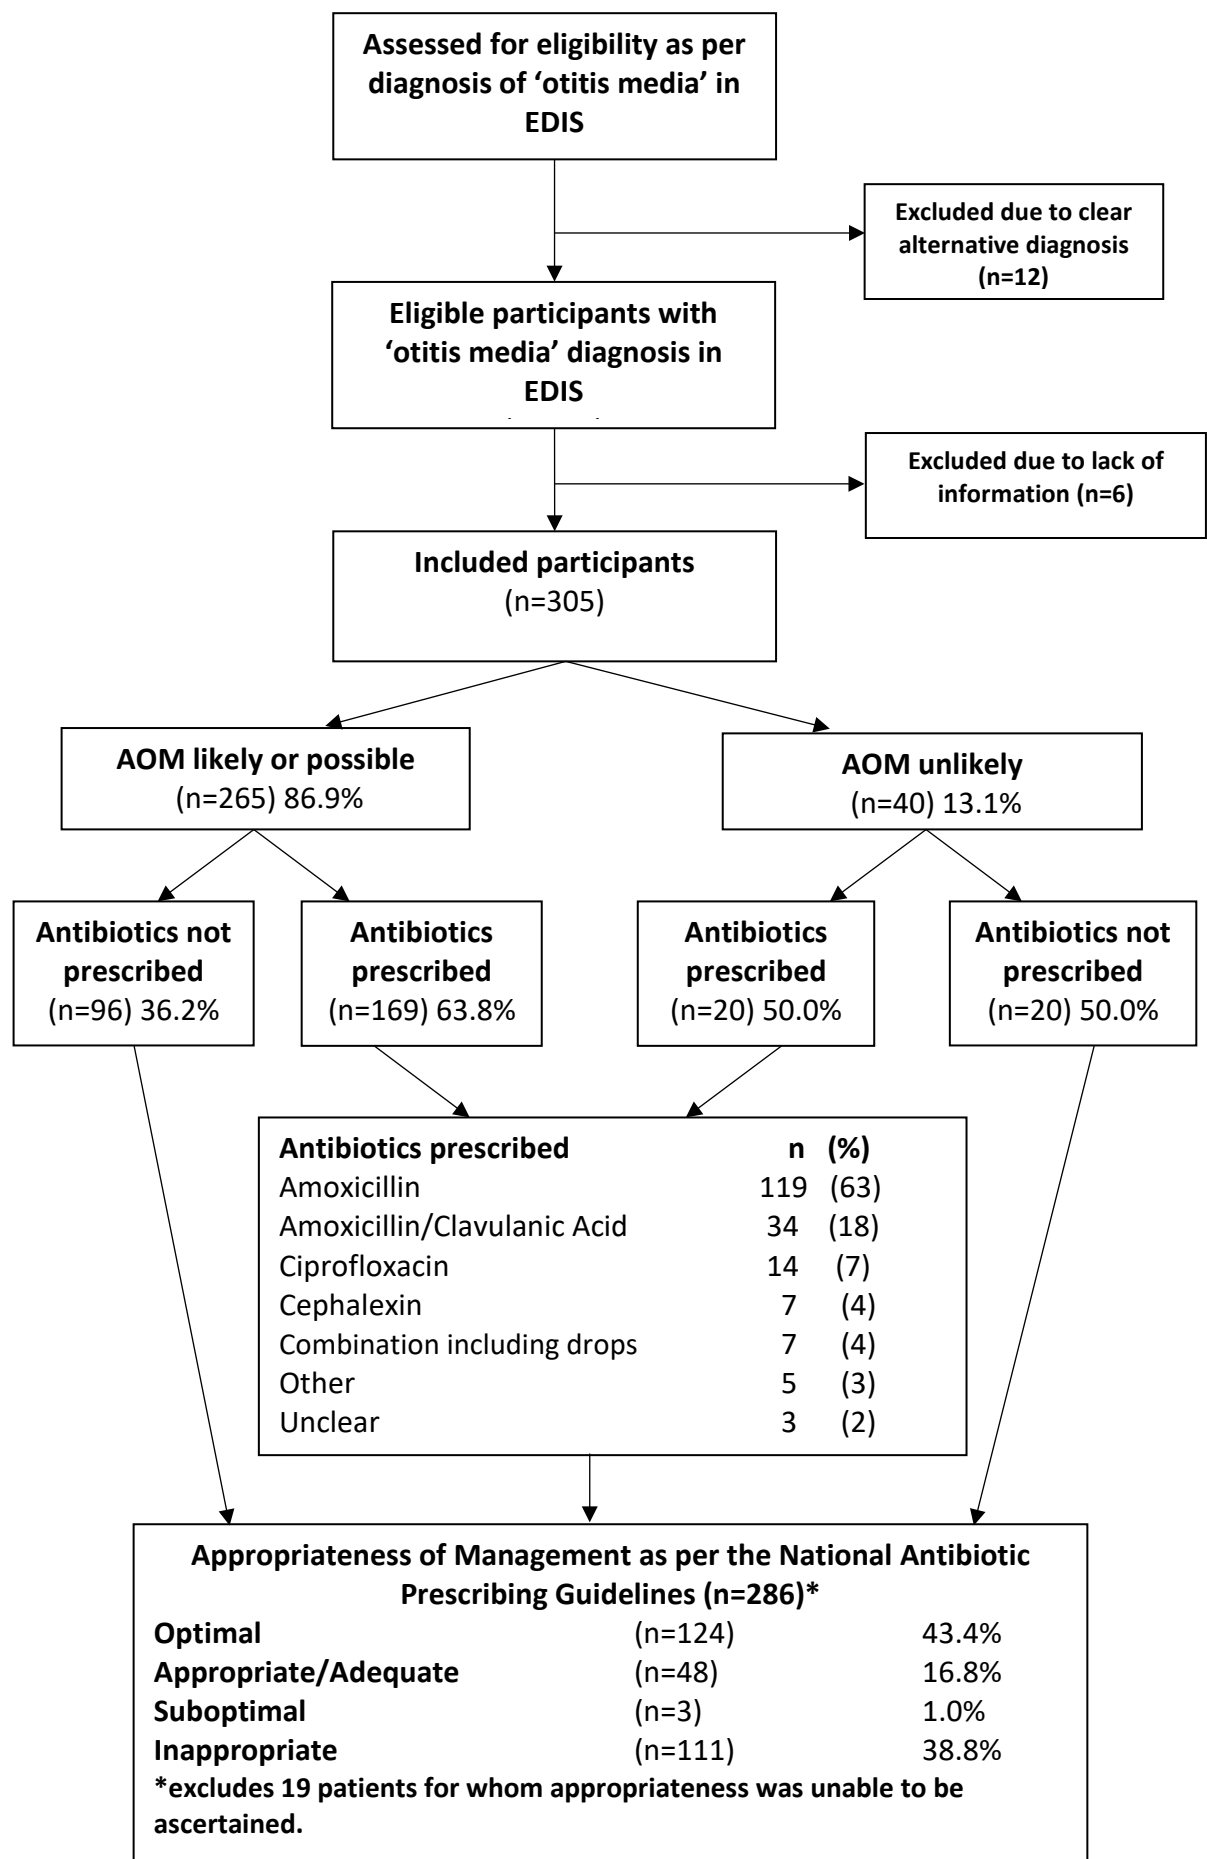 Assessed for eligibility as per
diagnosis of ‘otitis media’ in
EDIS
Excluded due to clear
alternative diagnosis
(n=12)
Eligible participants with
‘otitis media’ diagnosis in
EDIS
Excluded due to lack of
information (n=6)
Included participants
(n=305)
AOM likely or possible
(n=265) 86.9%
AOM unlikely
(n=40) 13.1%
Antibiotics not
prescribed
(n=96) 36.2%
Antibiotics
prescribed
(n=169) 63.8%
Antibiotics
prescribed
(n=20) 50.0%
Antibiotics not
prescribed
(n=20) 50.0%
Antibiotics prescribed n (%)
Amoxicillin 119 (63)
Amoxicillin/Clavulanic Acid 34 (18)
Ciprofloxacin 14 (7)
Cephalexin 7 (4)
Combination including drops 7 (4)
Other 5 (3)
Unclear 3 (2)
Appropriateness of Management as per the National Antibiotic
Prescribing Guidelines (n=286)*
Optimal (n=124) 43.4%
Appropriate/Adequate (n=48) 16.8%
Suboptimal (n=3) 1.0%
Inappropriate (n=111) 38.8%
*excludes 19 patients for whom appropriateness was unable to be
ascertained.